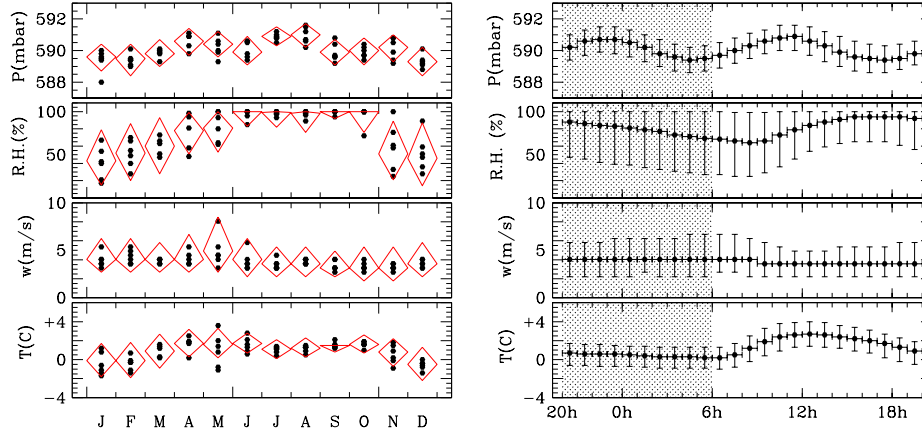 592
590
588
P(mbar)
100
50
R.H.(%)
10
5
0
w(m/s)
+4
0
−4
T(C)
J F M A M J J A S O N D
592
590
588
P(mbar)
100
50
R.H. (%)
10
5
0
w(m/s)
+4
0
−4
T(C)
20h 0h 6h 12h 18h